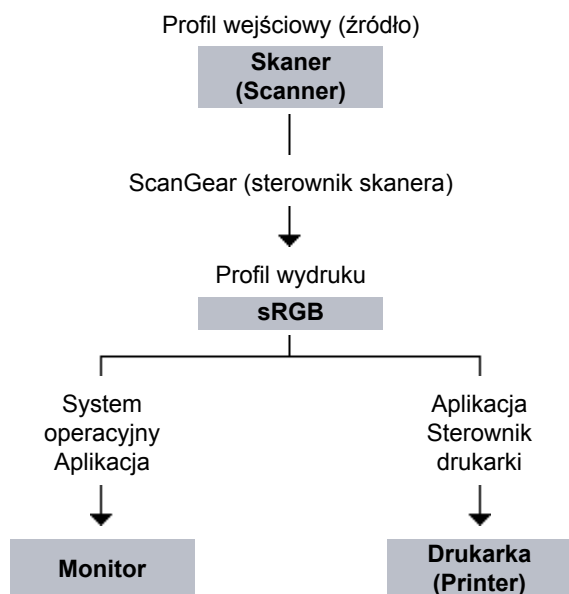 Profil wejściowy (źródło)
Skaner
(Scanner)
ScanGear (sterownik skanera)
Profil wydruku
sRGB
System
operacyjny
Aplikacja
Aplikacja
Sterownik
drukarki
Monitor
Drukarka
(Printer)